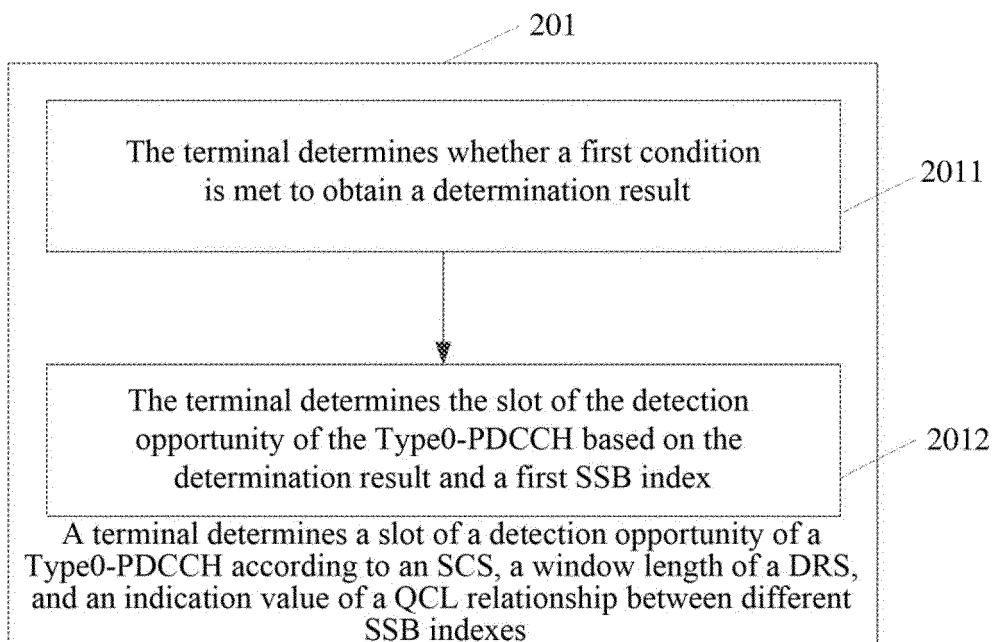 201
The terminal determines whether a first condition
is met to obtain a determination result
2011
The terminal determines the slot of the detection
opportunity of the Type0-PDCCH based on the
determination result and a first SSB index
2012
A terminal determines a slot of a detection opportunity of a
Type0-PDCCH according to an SCS, a window length of a DRS,
and an indication value of a QCL relationship between different
SSB indexes